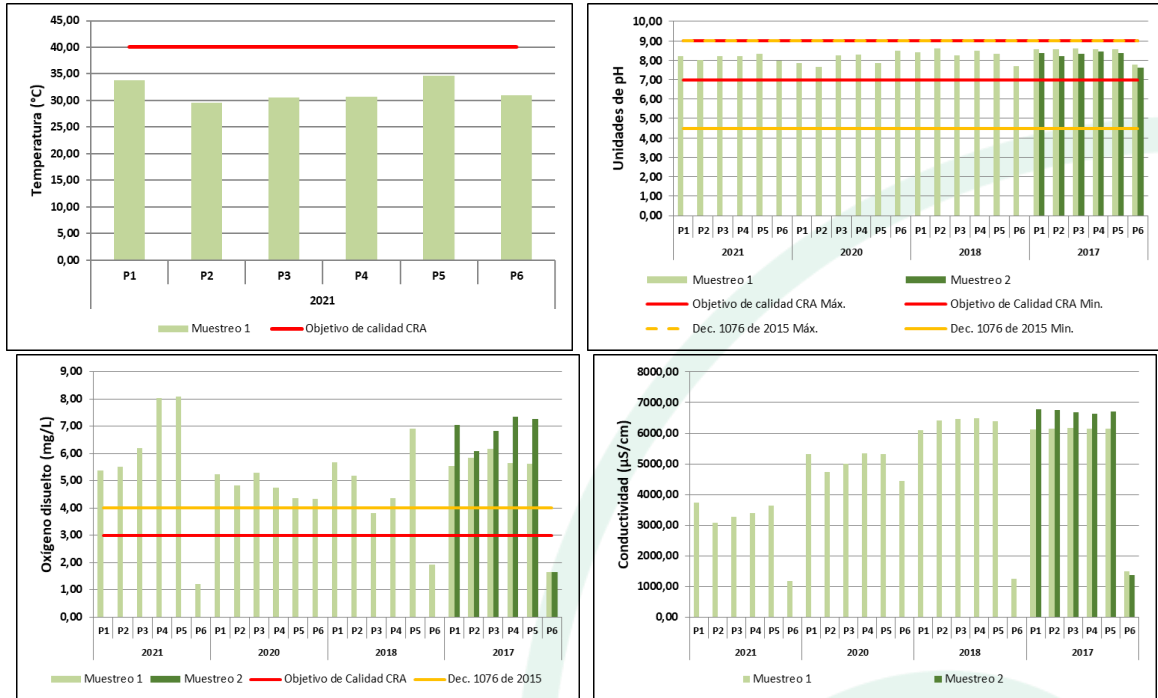 45,00
40,00
35,00
30,00
25,00
20,00
15,00
10,00
5,00
0,00
Temperatura (°C)
P1 P2 P3 P4 P5 P6
2021
Muestreo 1 Objetivo de calidad CRA
10,00
9,00
8,00
7,00
6,00
5,00
4,00
3,00
2,00
1,00
0,00
Unidades de pH
P1 P2 P3 P4 P5 P6 P1 P2 P3 P4 P5 P6 P1 P2 P3 P4 P5 P6 P1 P2 P3 P4 P5 P6
2021 2020 2018 2017
Muestreo 1 Muestreo 2
Objetivo de calidad CRA Máx. Objetivo de Calidad CRA Min.
Dec. 1076 de 2015 Máx. Dec. 1076 de 2015 Min.
9,00
8,00
7,00
6,00
5,00
4,00
3,00
2,00
1,00
0,00
Oxígeno disuelto (mg/L)
P1 P2 P3 P4 P5 P6 P1 P2 P3 P4 P5 P6 P1 P2 P3 P4 P5 P6 P1 P2 P3 P4 P5 P6
2021 2020 2018 2017
Muestreo 1 Muestreo 2 Objetivo de Calidad CRA Dec. 1076 de 2015
8000,00
7000,00
6000,00
5000,00
4000,00
3000,00
2000,00
1000,00
0,00
Conductividad (µS/cm)
P1 P2 P3 P4 P5 P6 P1 P2 P3 P4 P5 P6 P1 P2 P3 P4 P5 P6 P1 P2 P3 P4 P5 P6
2021 2020 2018 2017
Muestreo 1 Muestreo 2